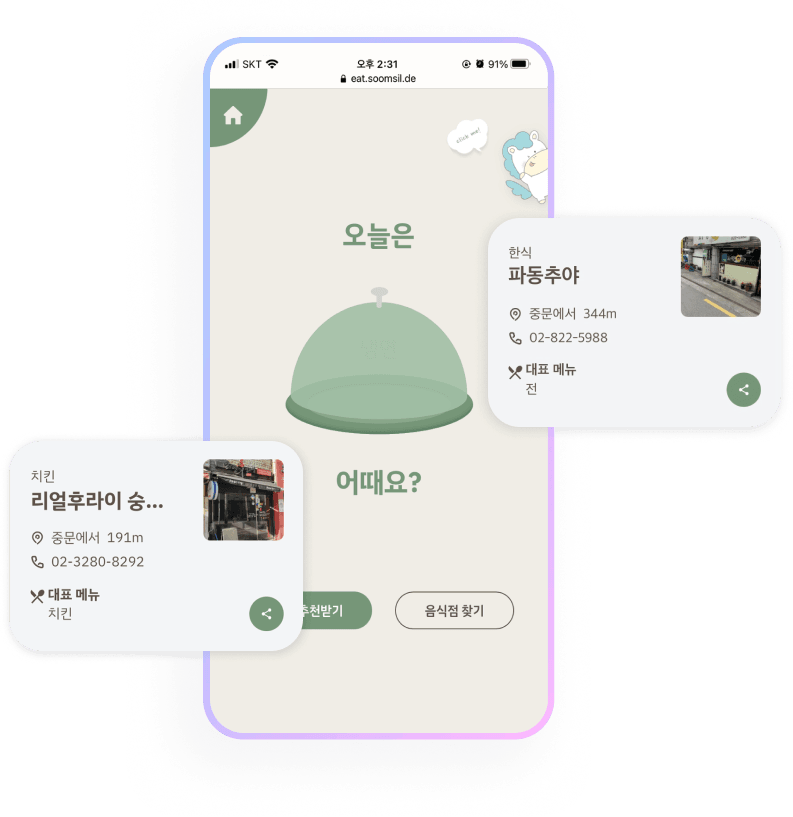 SKT
오후 2:31
91%
eat.soomsil.de
click me!
오늘은
한식
파동추야
중문에서 344m
02-822-5988
대표 메뉴
전
어때요?
치킨
리얼후라이 숭...
중문에서 191m
02-3280-8292
대표 메뉴
치킨
추천받기
음식점 찾기